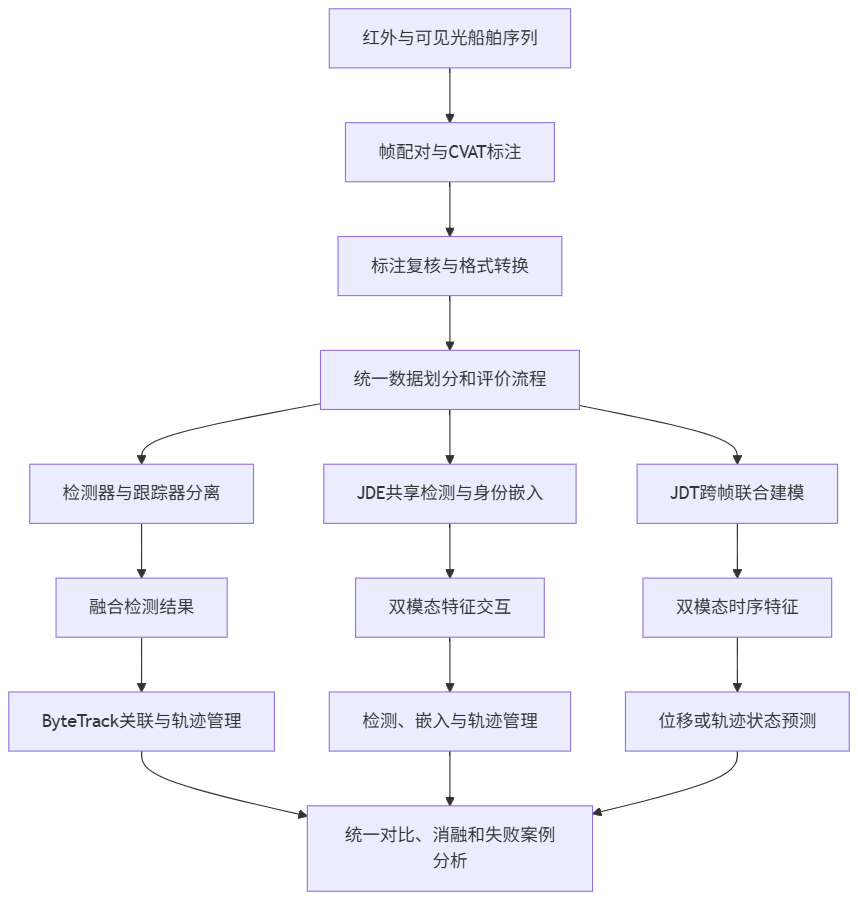 红外与可见光船舶序列
帧配对与CVAT标注
标注复核与格式转换
统一数据划分和评价流程
检测器与跟踪器分离
JDE共享检测与身份嵌入
JDT跨帧联合建模
融合检测结果
双模态特征交互
双模态时序特征
ByteTrack关联与轨迹管理
检测、嵌入与轨迹管理
位移或轨迹状态预测
统一对比、消融和失败案例
分析